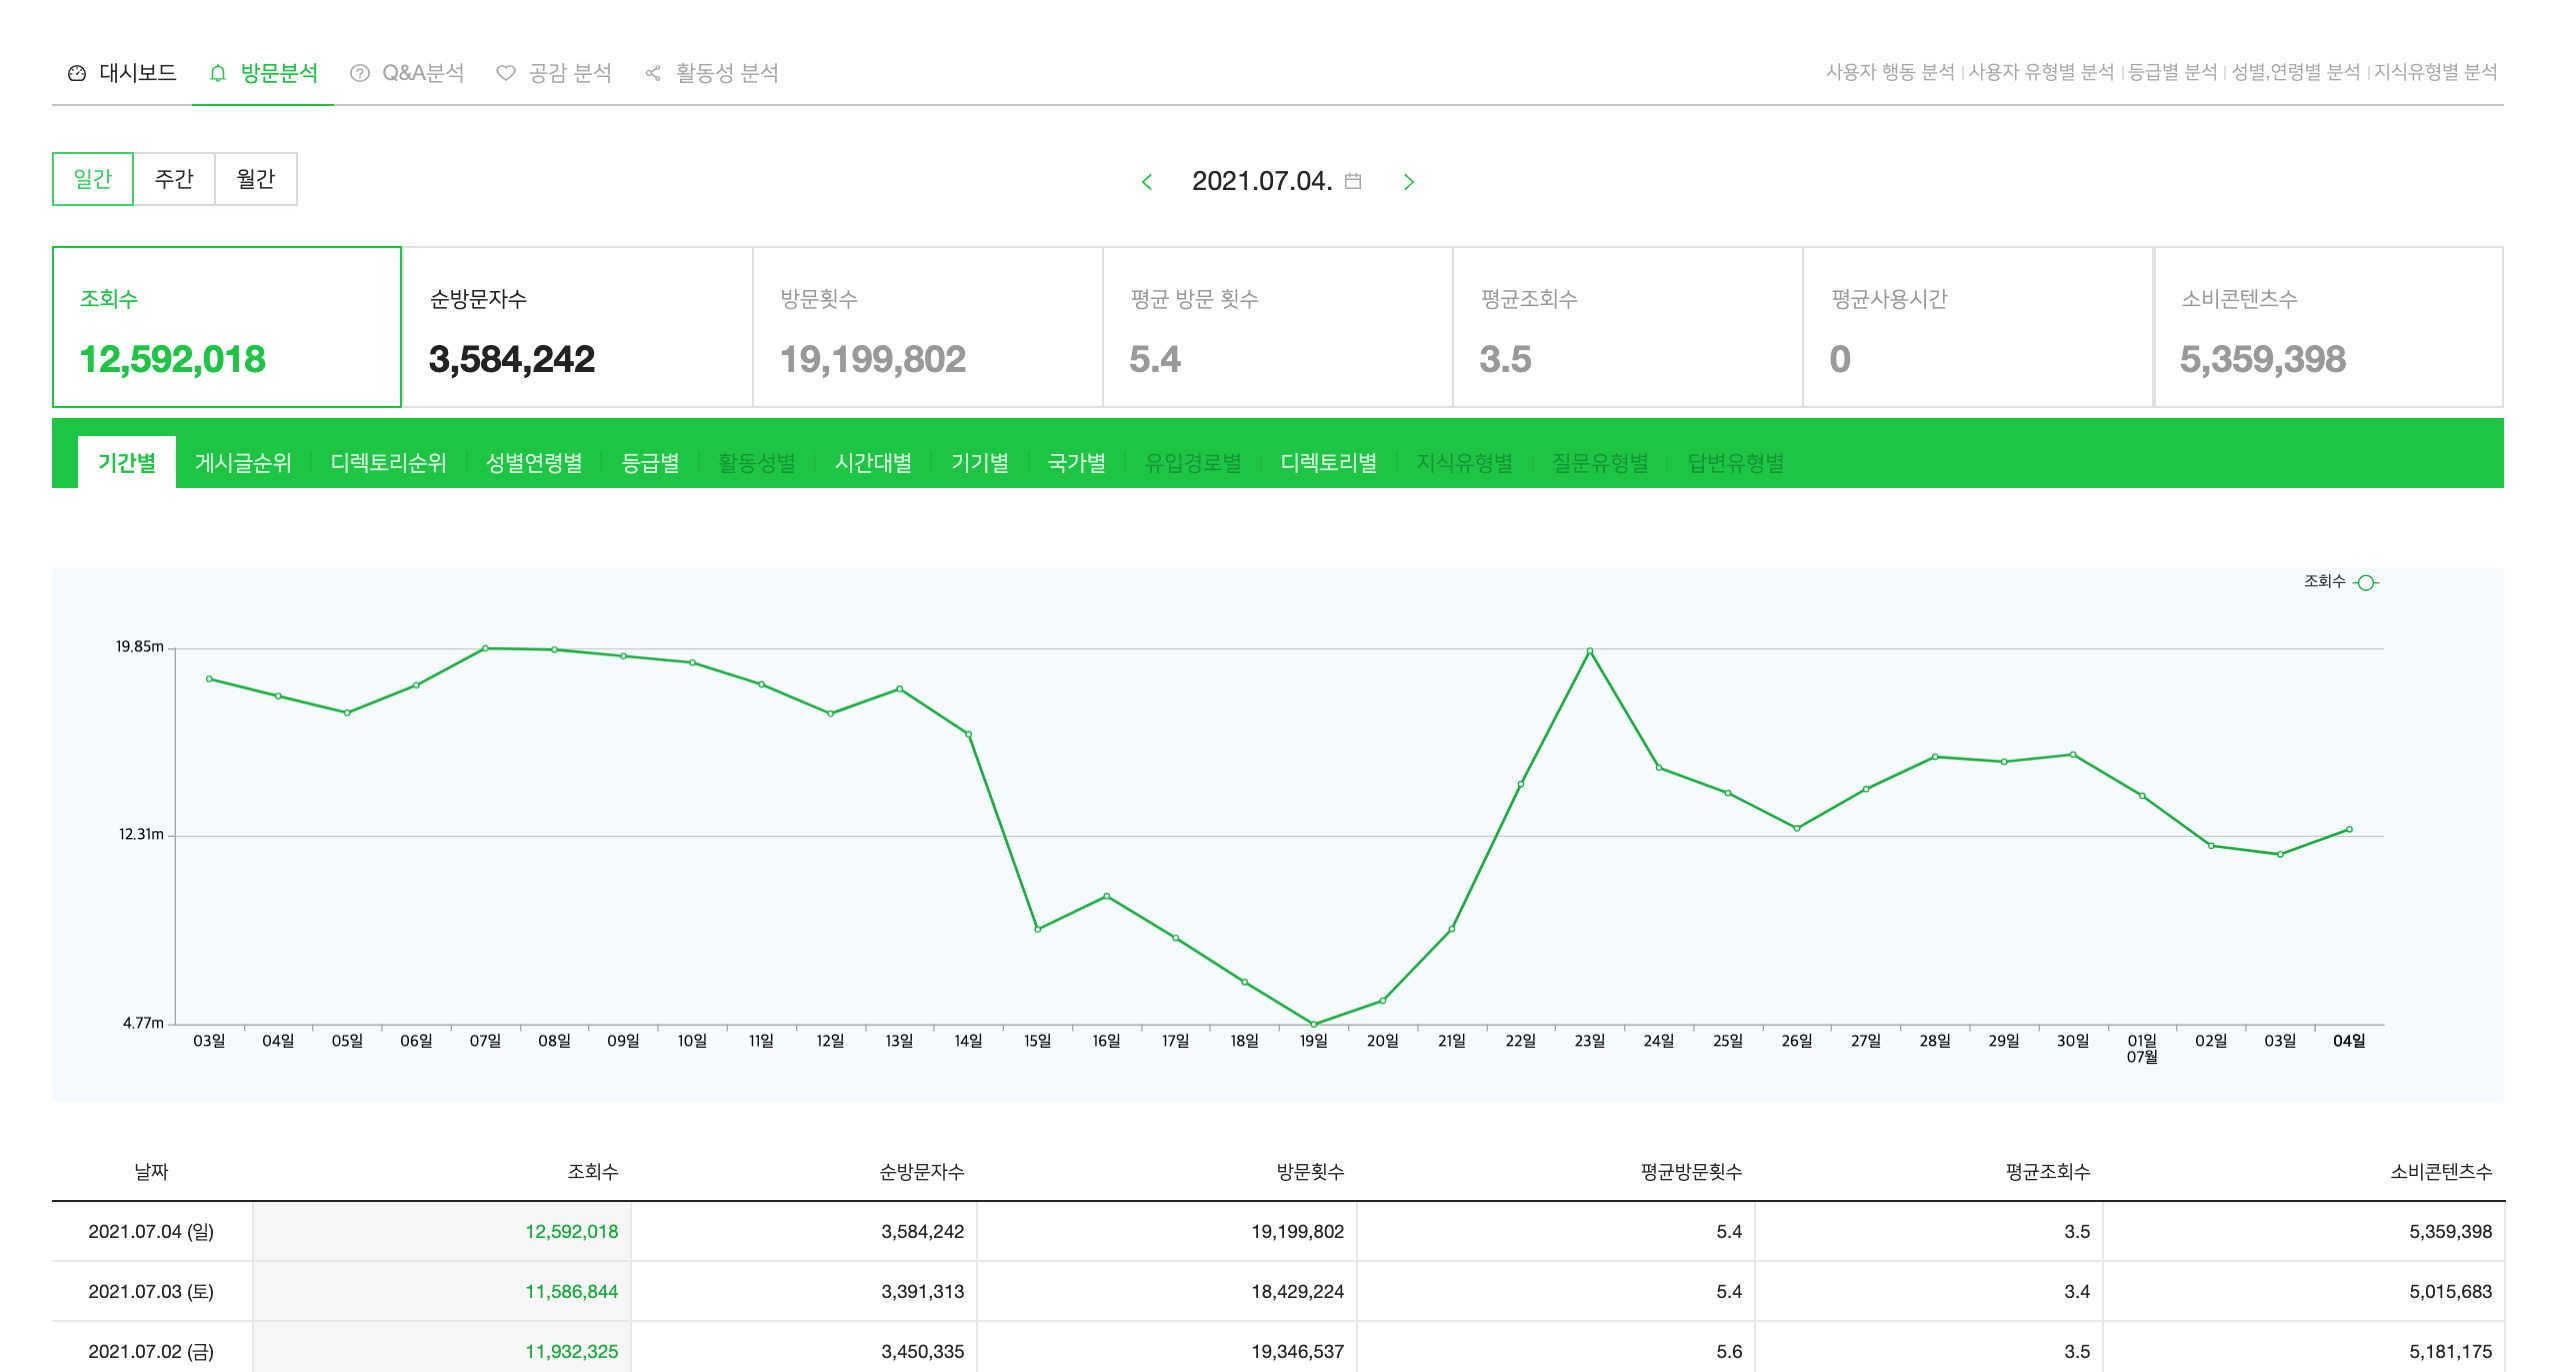 대시보드 방문분석 Q&A분석 공감 분석 활동성 분석 사용자 행동 분석 | 사용자 유형별 분석 | 등급별 분석 | 성별,연령별 분석 | 지식유형별 분석
일간 주간 월간 < 2021.07.04. >
조회수 순방문자수 방문횟수 평균 방문 횟수 평균조회수 평균사용시간 소비콘텐츠수
12,592,018 3,584,242 19,199,802 5.4 3.5 0 5,359,398
기간별 게시글순위 디렉토리순위 성별연령별 등급별 활동성별 시간대별 기기별 국가별 유입경로별 디렉토리별 지식유형별 질문유형별 답변유형별
조회수
19.85m
12.31m
4.77m
03일 04일 05일 06일 07일 08일 09일 10일 11일 12일 13일 14일 15일 16일 17일 18일 19일 20일 21일 22일 23일 24일 25일 26일 27일 28일 29일 30일 01일 02일 03일 04일
07월
날짜 조회수 순방문자수 방문횟수 평균방문횟수 평균조회수 소비콘텐츠수
2021.07.04 (일) 12,592,018 3,584,242 19,199,802 5.4 3.5 5,359,398
2021.07.03 (토) 11,586,844 3,391,313 18,429,224 5.4 3.4 5,015,683
2021.07.02 (금) 11,932,325 3,450,335 19,346,537 5.6 3.5 5,181,175